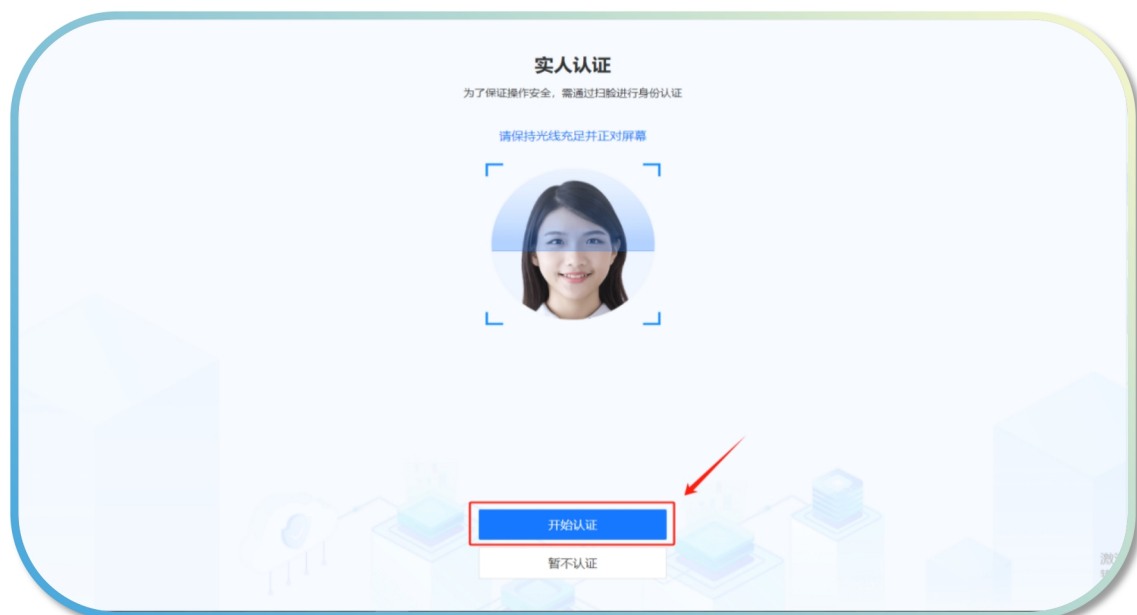 实人认证
为了保证操作安全，需通过扫脸进行身份认证
请保持光线充足并正对屏幕
开始认证
暂不认证
激